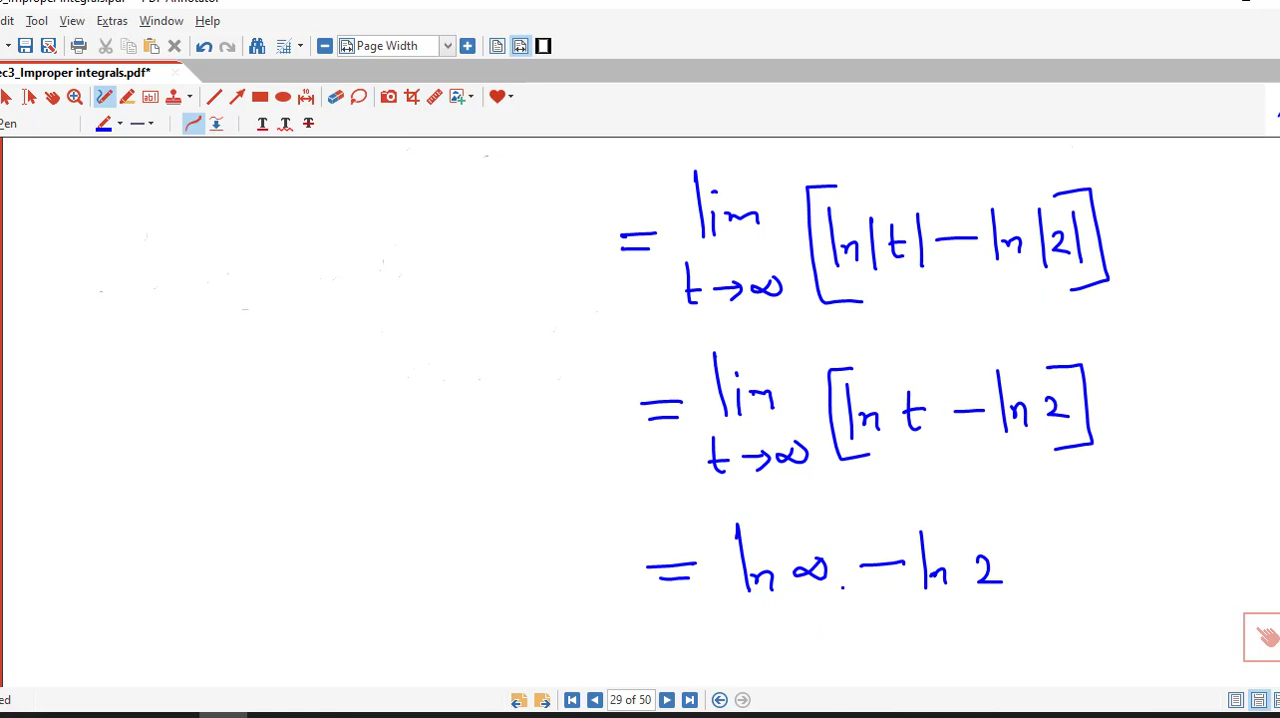 dit Tool View Extras Window Help
Page Width
ec3_Improper integrals.pdf*
Pen
= lim t→∞ [ln|t| − ln|2|]
= lim t→∞ [ln t − ln 2]
= ln ∞. − ln 2
29 of 50